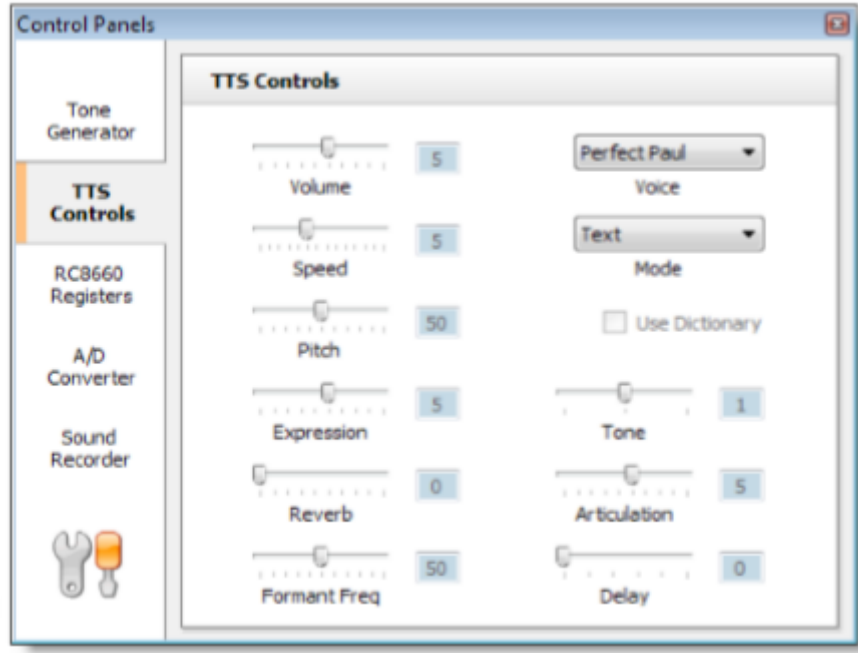 Control Panels
Tone
Generator
TTS
Controls
RC8660
Registers
A/D
Converter
Sound
Recorder
TTS Controls
5
Volume
5
Speed
50
Pitch
5
Expression
0
Reverb
50
Formant Freq
Perfect Paul
Voice
Text
Mode
Use Dictionary
1
Tone
5
Articulation
0
Delay